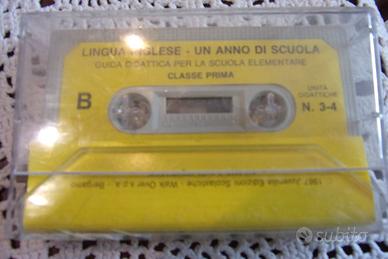 LINGUA INGLESE - UN ANNO DI SCUOLA
GUIDA DIDATTICA PER LA SCUOLA ELEMENTARE
CLASSE PRIMA
UNITÀ
DIDATTICHE
B
N. 3-4
1987 Juvenilia Edizioni Scolastiche - Walk Over s.p.a. - Bergamo
subito